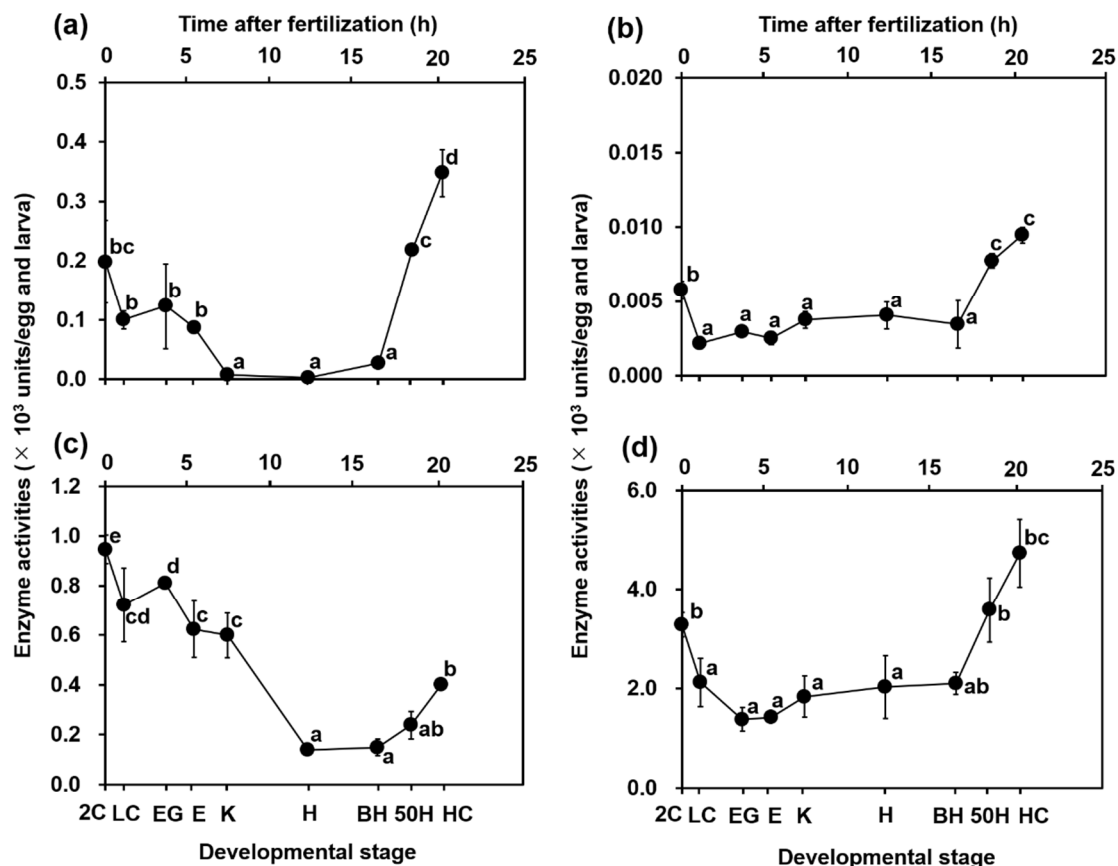 (a)
Time after fertilization (h)
0 5 10 15 20 25
0.5
0.4
0.3
0.2
0.1
0.0
bc
b
b
b
a
a
a
c
d
(b)
Time after fertilization (h)
0 5 10 15 20 25
0.020
0.015
0.010
0.005
0.000
b
a
a
a
a
a
a
c
c
Enzyme activities (× 10³ units/egg and larva)
(c)
0 5 10 15 20 25
1.2
1.0
0.8
0.6
0.4
0.2
0.0
e
cd
d
c
c
a
a
ab
b
2C LC EG E K H BH 50H HC
Developmental stage
Enzyme activities (× 10³ units/egg and larva)
(d)
0 5 10 15 20 25
6.0
4.0
2.0
0.0
b
a
a
a
a
a
ab
b
bc
2C LC EG E K H BH 50H HC
Developmental stage